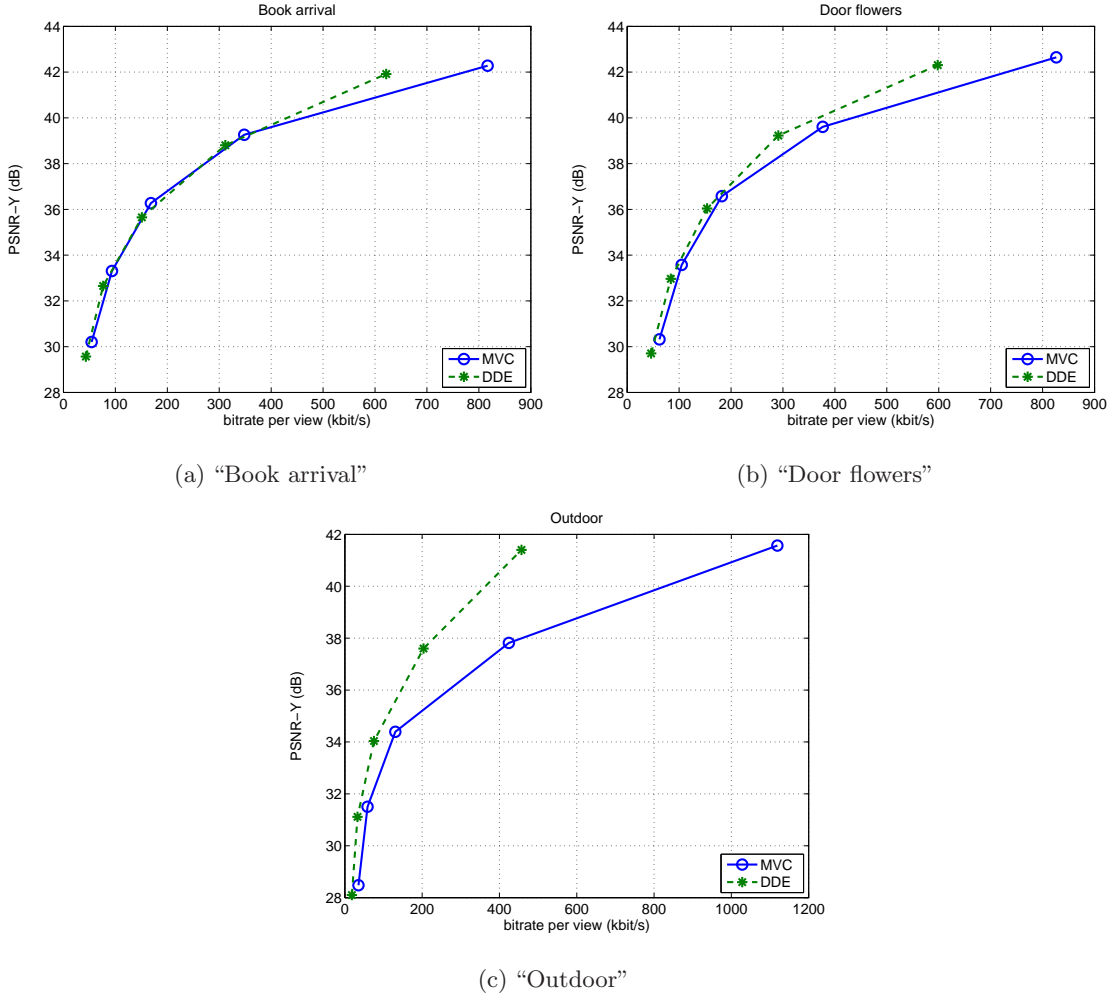 Book arrival
44
42
40
38
36
34
32
30
28
PSNR−Y (dB)
0 100 200 300 400 500 600 700 800 900
bitrate per view (kbit/s)
MVC
DDE
(a) “Book arrival”
Door flowers
44
42
40
38
36
34
32
30
28
PSNR−Y (dB)
0 100 200 300 400 500 600 700 800 900
bitrate per view (kbit/s)
MVC
DDE
(b) “Door flowers”
Outdoor
42
40
38
36
34
32
30
28
PSNR−Y (dB)
0 200 400 600 800 1000 1200
bitrate per view (kbit/s)
MVC
DDE
(c) “Outdoor”